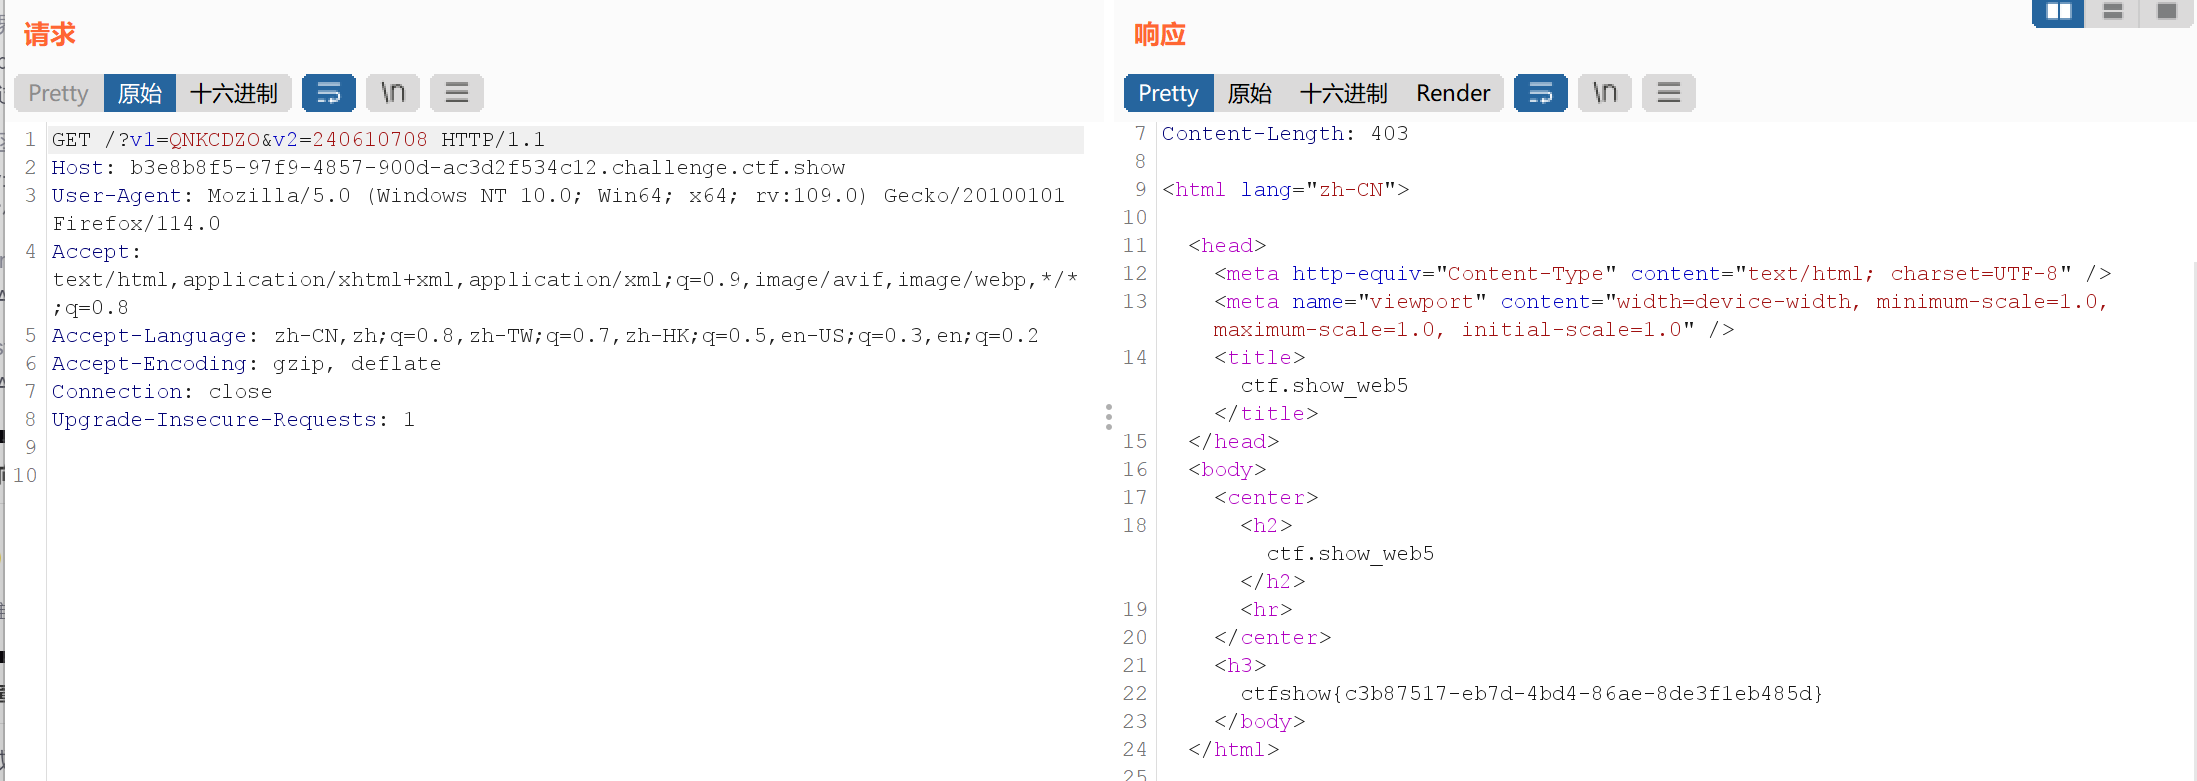 请求
Pretty 原始 十六进制 \n
1 GET /?v1=QNKCDZO&v2=240610708 HTTP/1.1
2 Host: b3e8b8f5-97f9-4857-900d-ac3d2f534c12.challenge.ctf.show
3 User-Agent: Mozilla/5.0 (Windows NT 10.0; Win64; x64; rv:109.0) Gecko/20100101
Firefox/114.0
4 Accept:
text/html,application/xhtml+xml,application/xml;q=0.9,image/avif,image/webp,*/*
;q=0.8
5 Accept-Language: zh-CN,zh;q=0.8,zh-TW;q=0.7,zh-HK;q=0.5,en-US;q=0.3,en;q=0.2
6 Accept-Encoding: gzip, deflate
7 Connection: close
8 Upgrade-Insecure-Requests: 1
9
10
响应
Pretty 原始 十六进制 Render \n
7 Content-Length: 403
8
9 <html lang="zh-CN">
10
11 <head>
12 <meta http-equiv="Content-Type" content="text/html; charset=UTF-8" />
13 <meta name="viewport" content="width=device-width, minimum-scale=1.0,
maximum-scale=1.0, initial-scale=1.0" />
14 <title>
ctf.show_web5
</title>
15 </head>
16 <body>
17 <center>
18 <h2>
ctf.show_web5
</h2>
19 <hr>
20 </center>
21 <h3>
22 ctfshow{c3b87517-eb7d-4bd4-86ae-8de3f1eb485d}
23 </body>
24 </html>
25